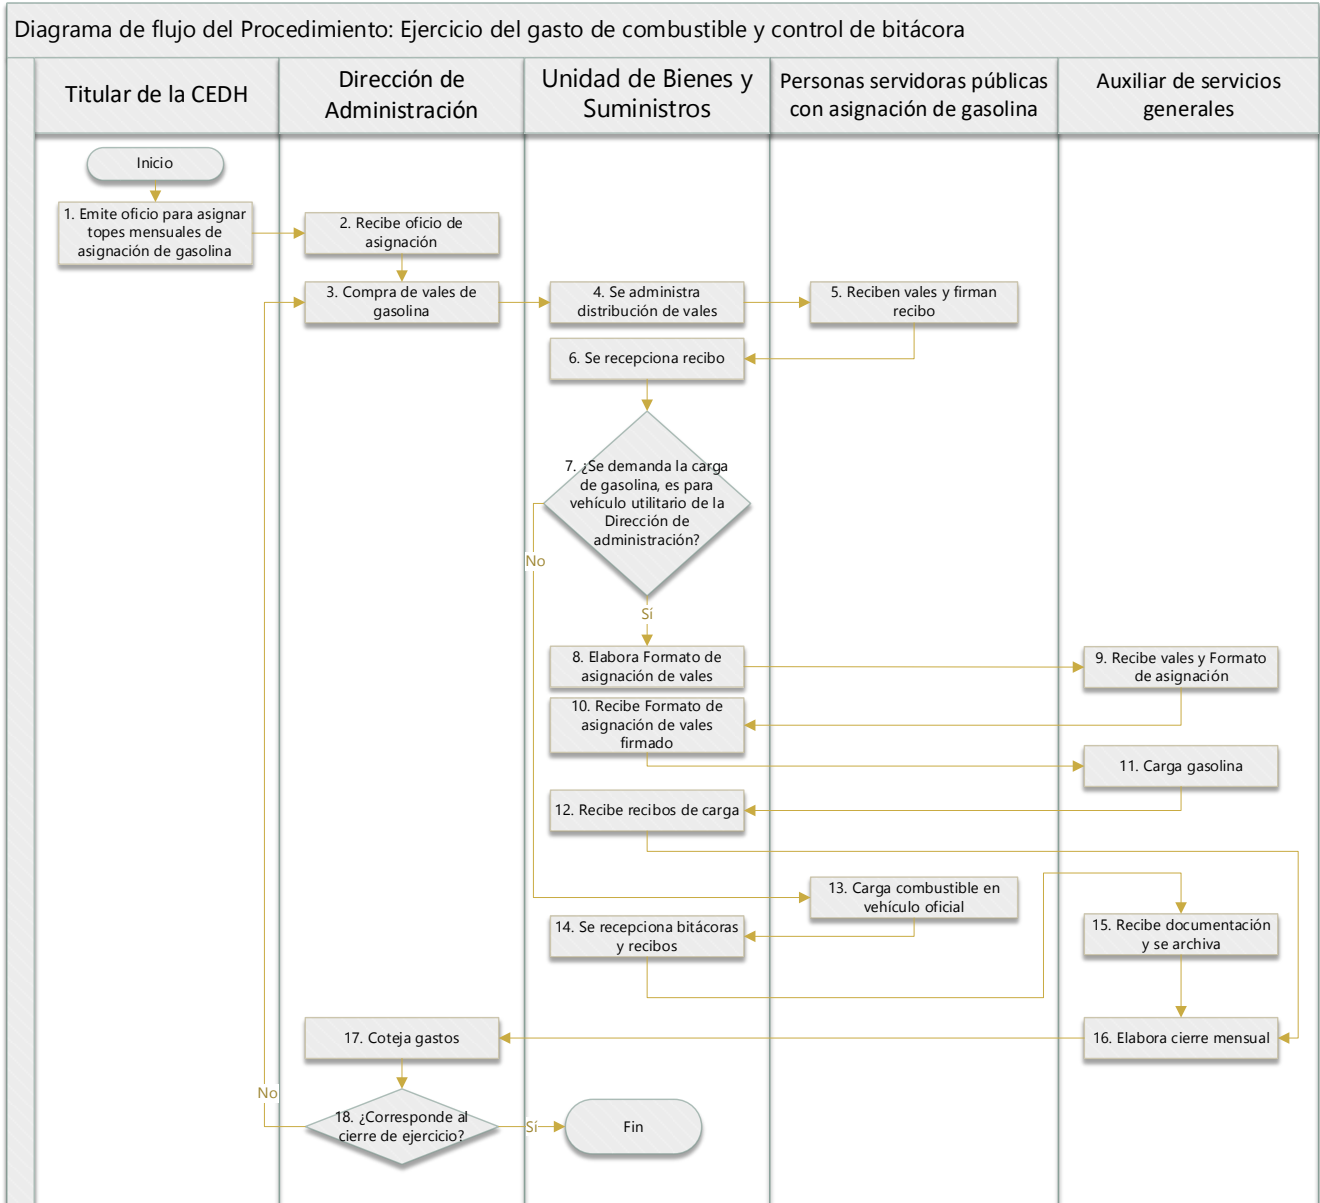 Diagrama de flujo del Procedimiento: Ejercicio del gasto de combustible y control de bitácora
Titular de la CEDH
Dirección de
Administración
Unidad de Bienes y
Suministros
Personas servidoras públicas
con asignación de gasolina
Auxiliar de servicios
generales
Inicio
1. Emite oficio para asignar
topes mensuales de
asignación de gasolina
2. Recibe oficio de
asignación
3. Compra de vales de
gasolina
4. Se administra
distribución de vales
5. Reciben vales y firman
recibo
6. Se recepciona recibo
7. ¿Se demanda la carga
de gasolina, es para
vehículo utilitario de la
Dirección de
administración?
No
Sí
8. Elabora Formato de
asignación de vales
9. Recibe vales y Formato
de asignación
10. Recibe Formato de
asignación de vales
firmado
11. Carga gasolina
12. Recibe recibos de carga
13. Carga combustible en
vehículo oficial
14. Se recepciona bitácoras
y recibos
15. Recibe documentación
y se archiva
16. Elabora cierre mensual
17. Coteja gastos
No
18. ¿Corresponde al
cierre de ejercicio?
Sí
Fin